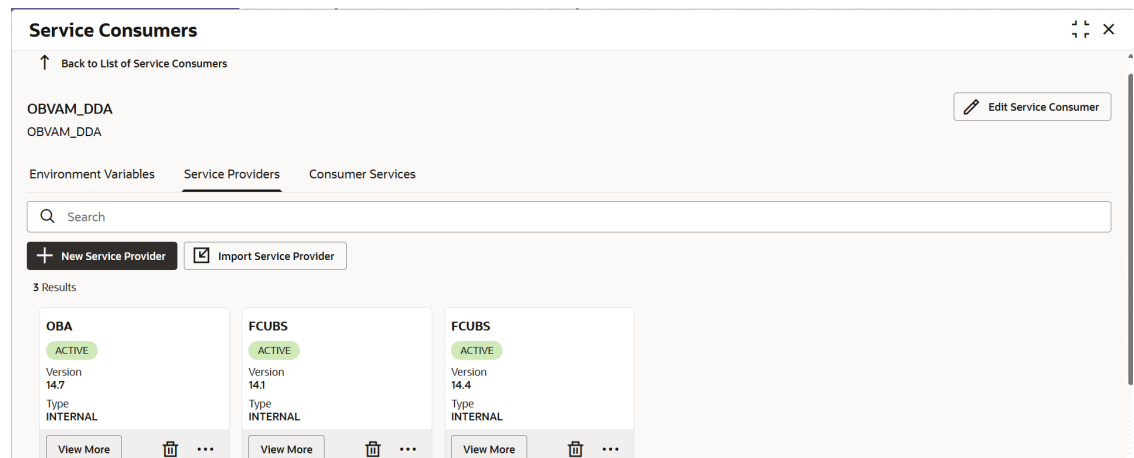 Service Consumers
Back to List of Service Consumers
OBVAM_DDA
Edit Service Consumer
OBVAM_DDA
Environment Variables Service Providers Consumer Services
Search
New Service Provider Import Service Provider
3 Results
OBA FCUBS FCUBS
ACTIVE ACTIVE ACTIVE
Version Version Version
14.7 14.1 14.4
Type Type Type
INTERNAL INTERNAL INTERNAL
View More View More View More